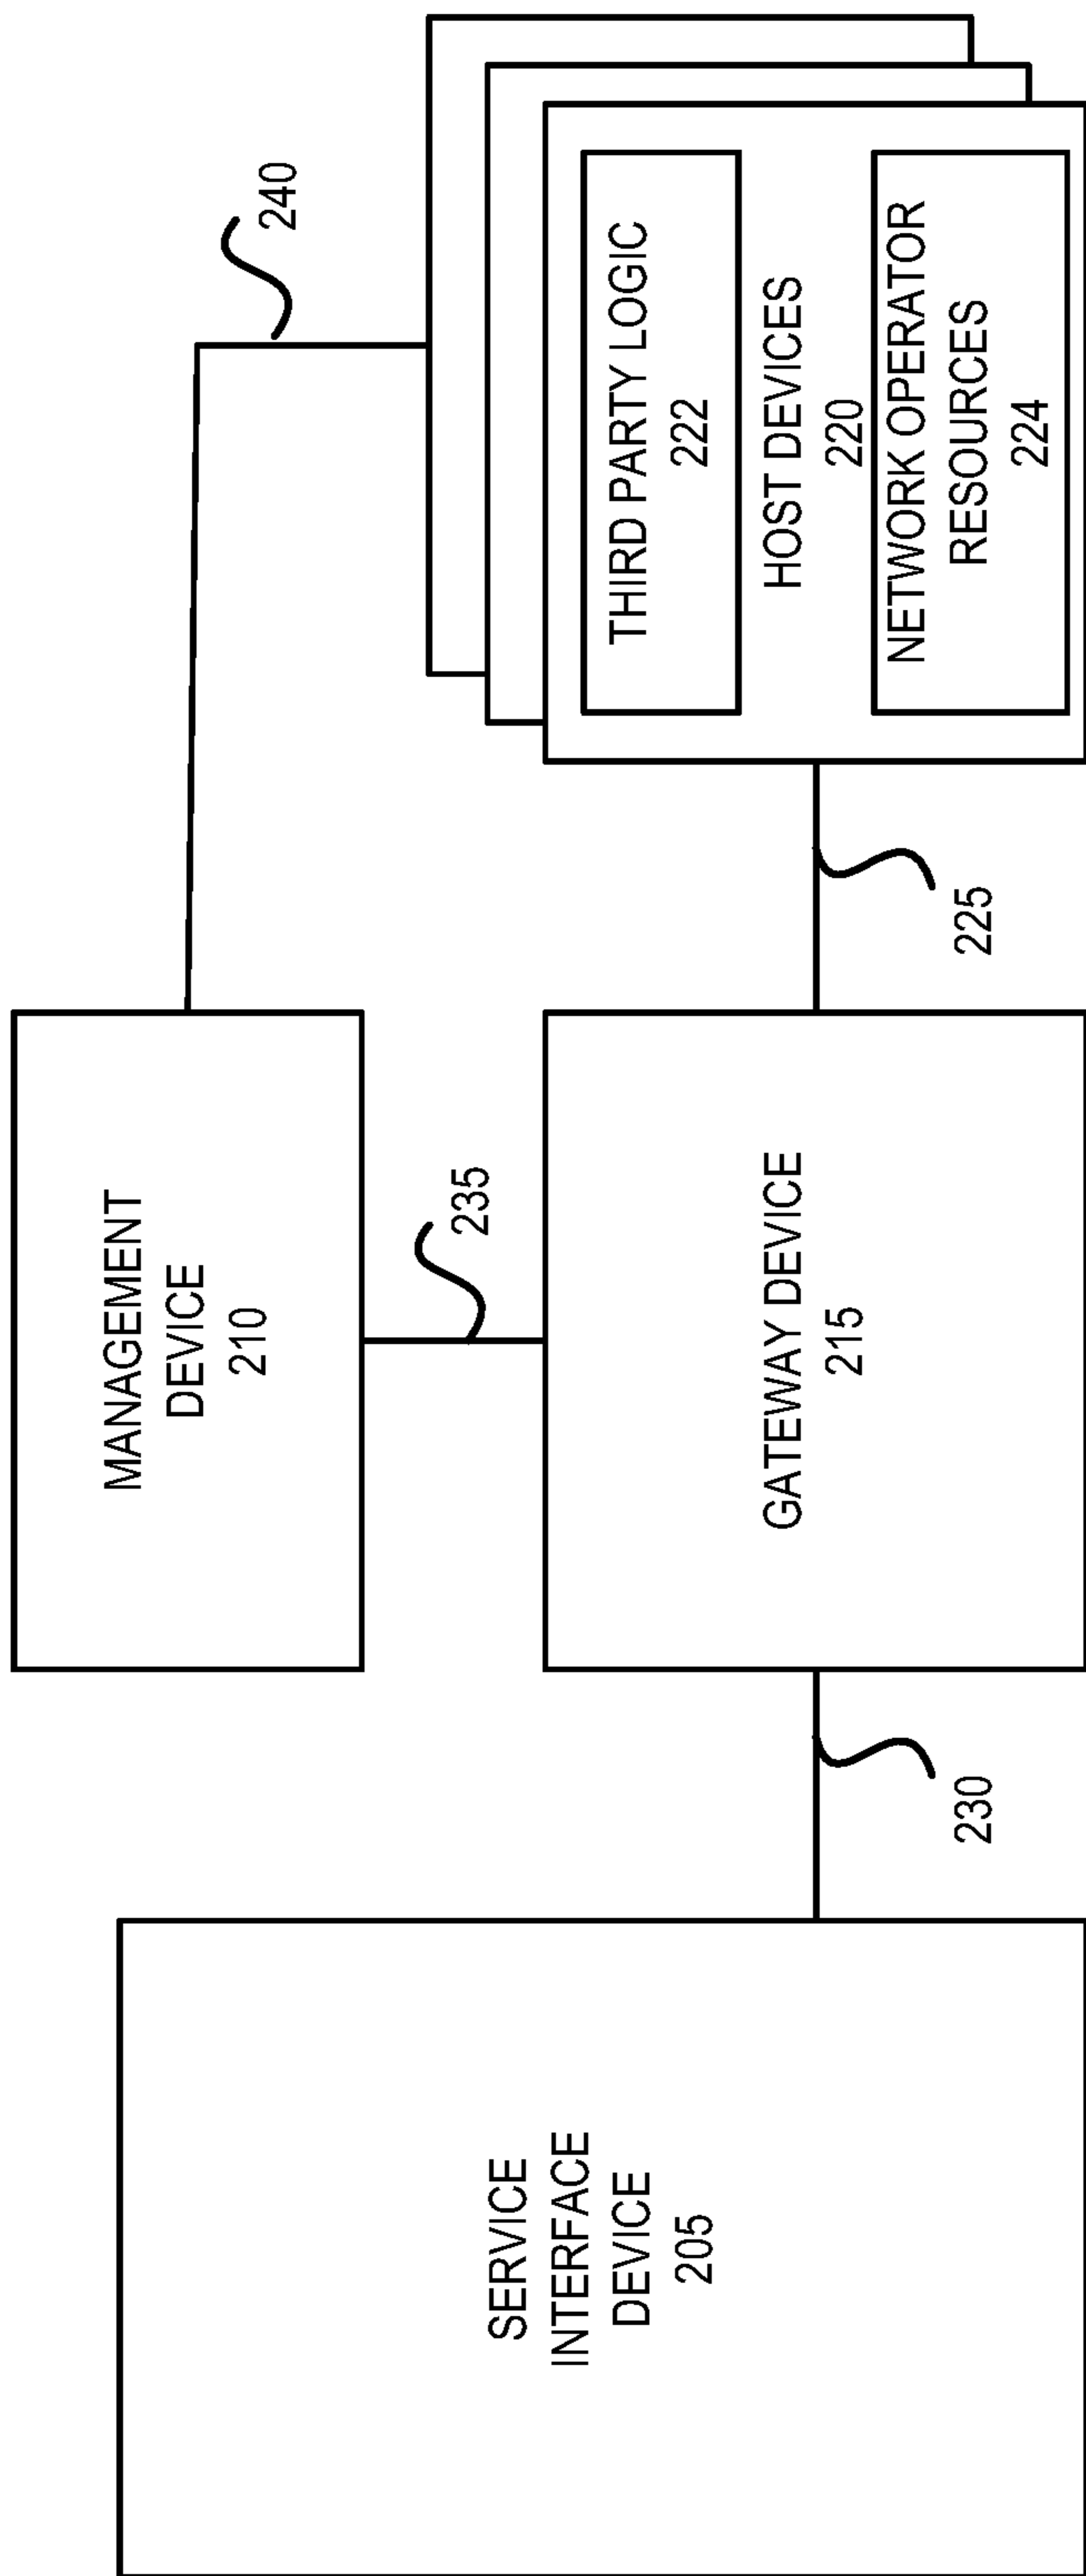 MANAGEMENT
DEVICE
210
240
235
SERVICE
INTERFACE
DEVICE
205
230
GATEWAY DEVICE
215
225
THIRD PARTY LOGIC
222
HOST DEVICES
220
NETWORK OPERATOR
RESOURCES
224